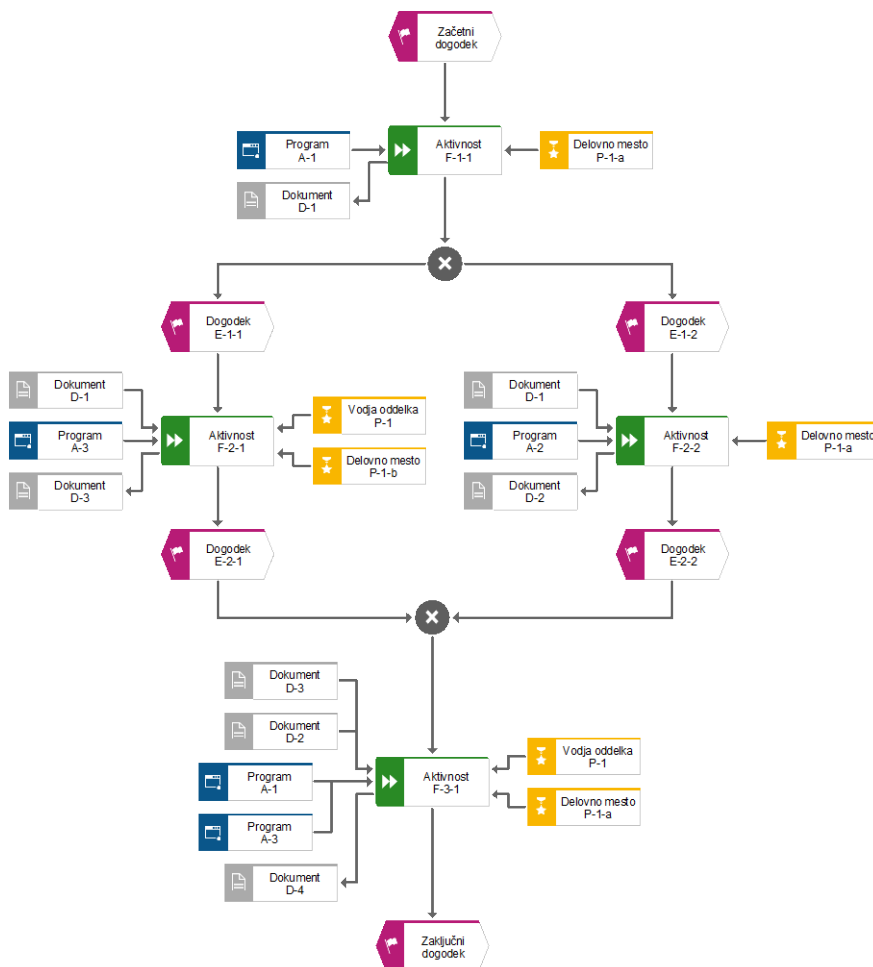 Začetni
dogodek
Program
A-1
Aktivnost
F-1-1
Delovno mesto
P-1-a
Dokument
D-1
Dogodek
E-1-1
Dogodek
E-1-2
Dokument
D-1
Vodja oddelka
P-1
Program
A-3
Aktivnost
F-2-1
Delovno mesto
P-1-b
Dokument
D-3
Dokument
D-1
Program
A-2
Aktivnost
F-2-2
Delovno mesto
P-1-a
Dokument
D-2
Dogodek
E-2-1
Dogodek
E-2-2
Dokument
D-3
Dokument
D-2
Vodja oddelka
P-1
Program
A-1
Aktivnost
F-3-1
Delovno mesto
P-1-a
Program
A-3
Dokument
D-4
Zaključni
dogodek